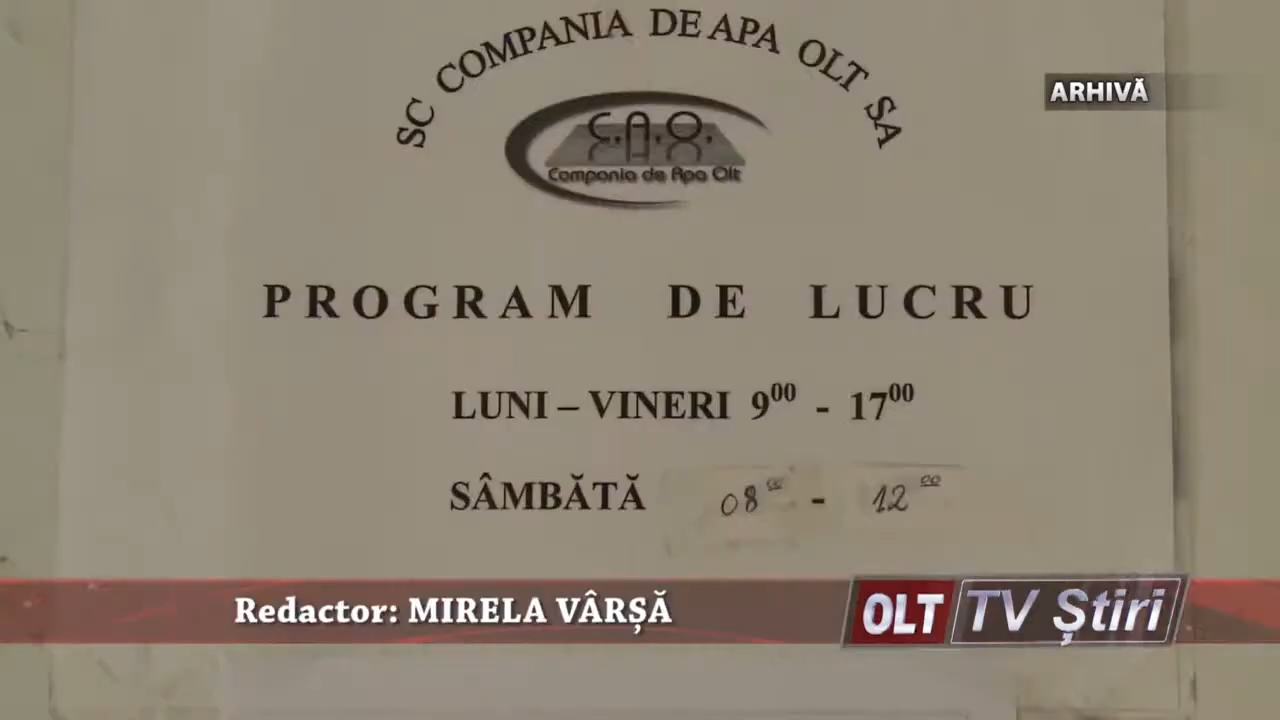 SC COMPANIA DE APA OLT SA
ARHIVĂ
C.A.O.
Compania de Apa Olt
PROGRAM DE LUCRU
LUNI – VINERI 9⁰⁰ - 17⁰⁰
SÂMBĂTĂ 08⁰⁰ - 12⁰⁰
Redactor: MIRELA VÂRȘĂ
OLT TV Știri